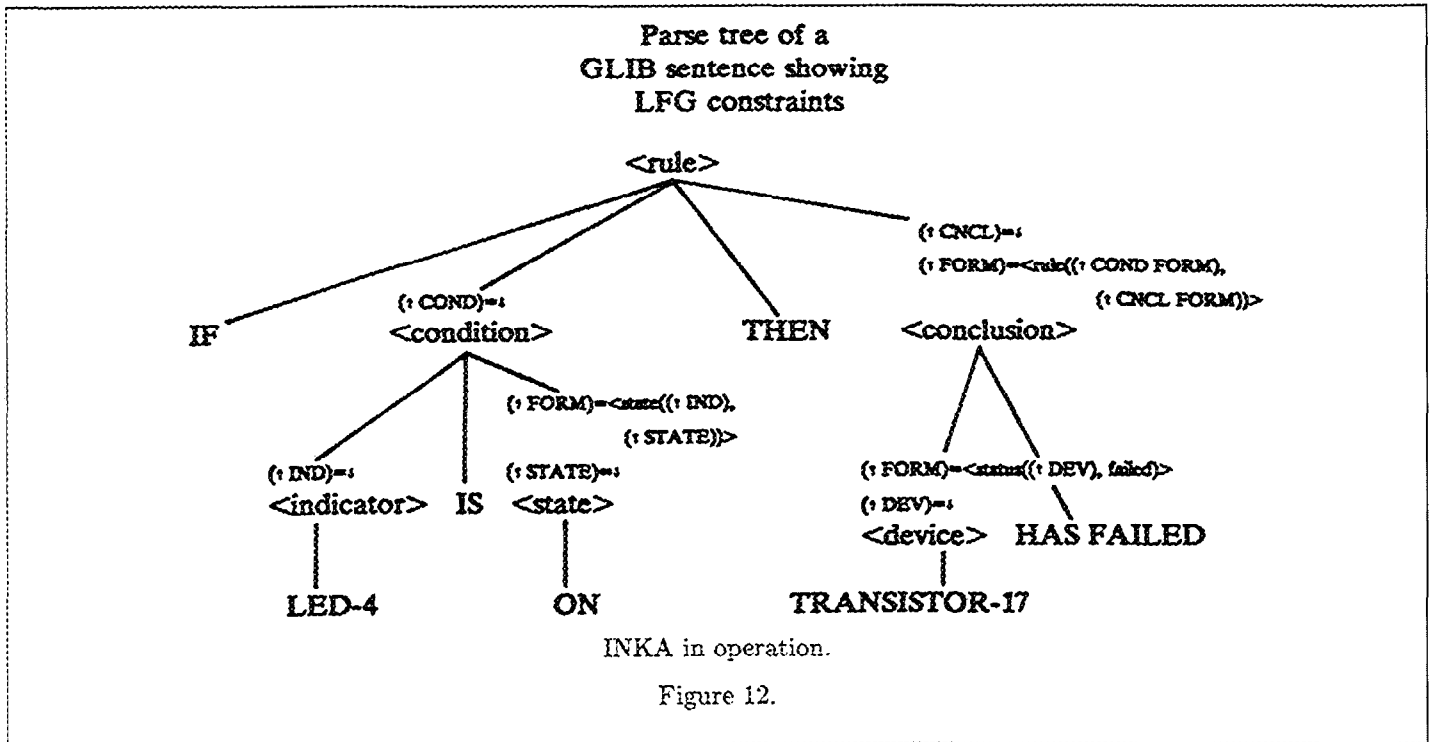 Parse tree of a
GLIB sentence showing
LFG constraints
<rule>
(↑ CNCL)=↓
(↑ FORM)=<rule((↑ COND FORM),
(↑ CNCL FORM))>
(↑ COND)=↓
IF <condition> THEN <conclusion>
(↑ FORM)=<state((↑ IND),
(↑ STATE))>
(↑ IND)=↓ (↑ STATE)=↓ (↑ FORM)=<status((↑ DEV), failed)>
(↑ DEV)=↓
<indicator> IS <state> <device> HAS FAILED
LED-4 ON TRANSISTOR-17
INKA in operation.
Figure 12.